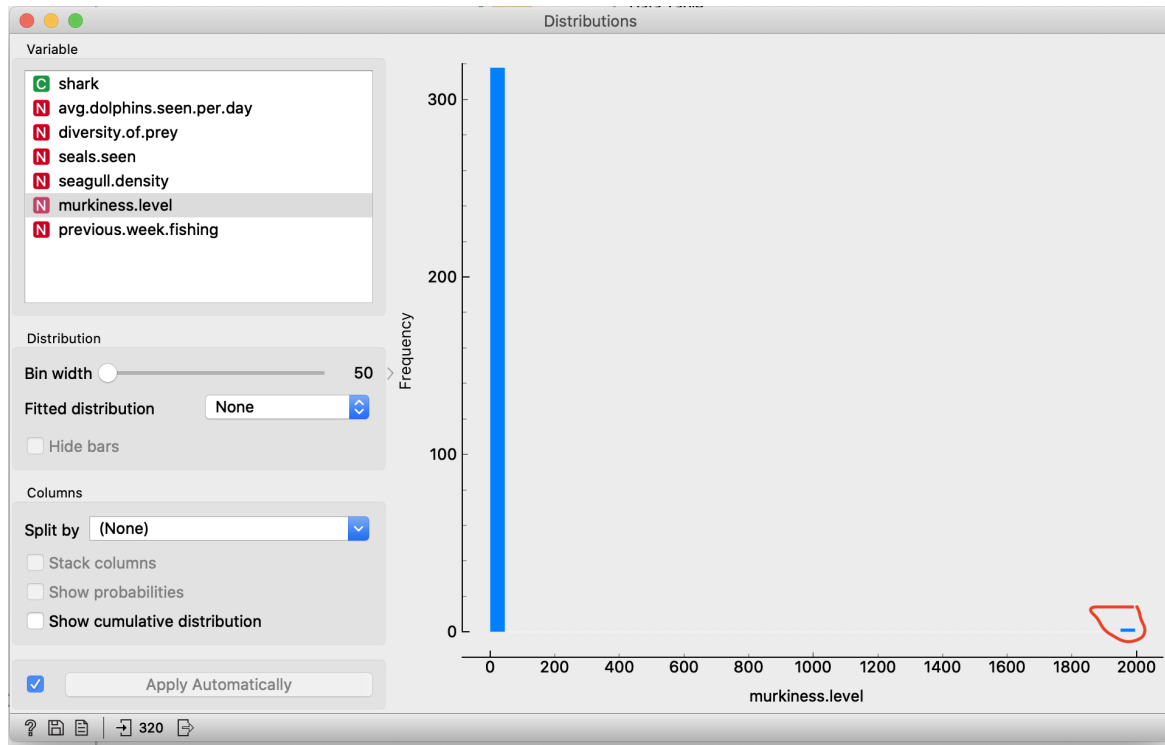 Distributions
Variable
C shark
N avg.dolphins.seen.per.day
N diversity.of.prey
N seals.seen
N seagull.density
N murkiness.level
N previous.week.fishing
Distribution
Bin width 50
Fitted distribution None
Hide bars
Columns
Split by (None)
Stack columns
Show probabilities
Show cumulative distribution
Apply Automatically
? 320
300
200
100
0
Frequency
0 200 400 600 800 1000 1200 1400 1600 1800 2000
murkiness.level